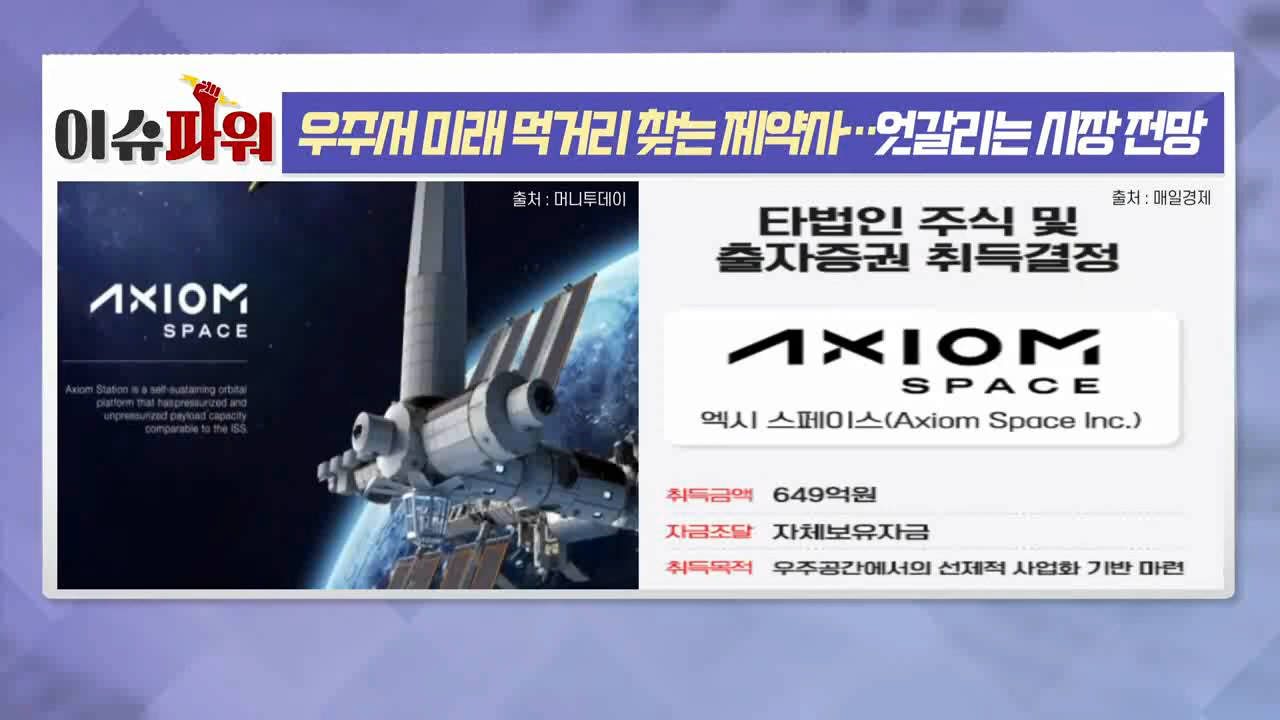 이슈파워
우주서 미래 먹거리 찾는 제약사…엇갈리는 시장 전망
출처 : 머니투데이
AXIOM
SPACE
Axiom Station is a self-sustaining orbital
platform that haspressurized and
unpressurized payload capacity
comparable to the ISS.
출처 : 매일경제
타법인 주식 및
출자증권 취득결정
AXIOM
SPACE
엑시 스페이스(Axiom Space Inc.)
취득금액 649억원
자금조달 자체보유자금
취득목적 우주공간에서의 선제적 사업화 기반 마련